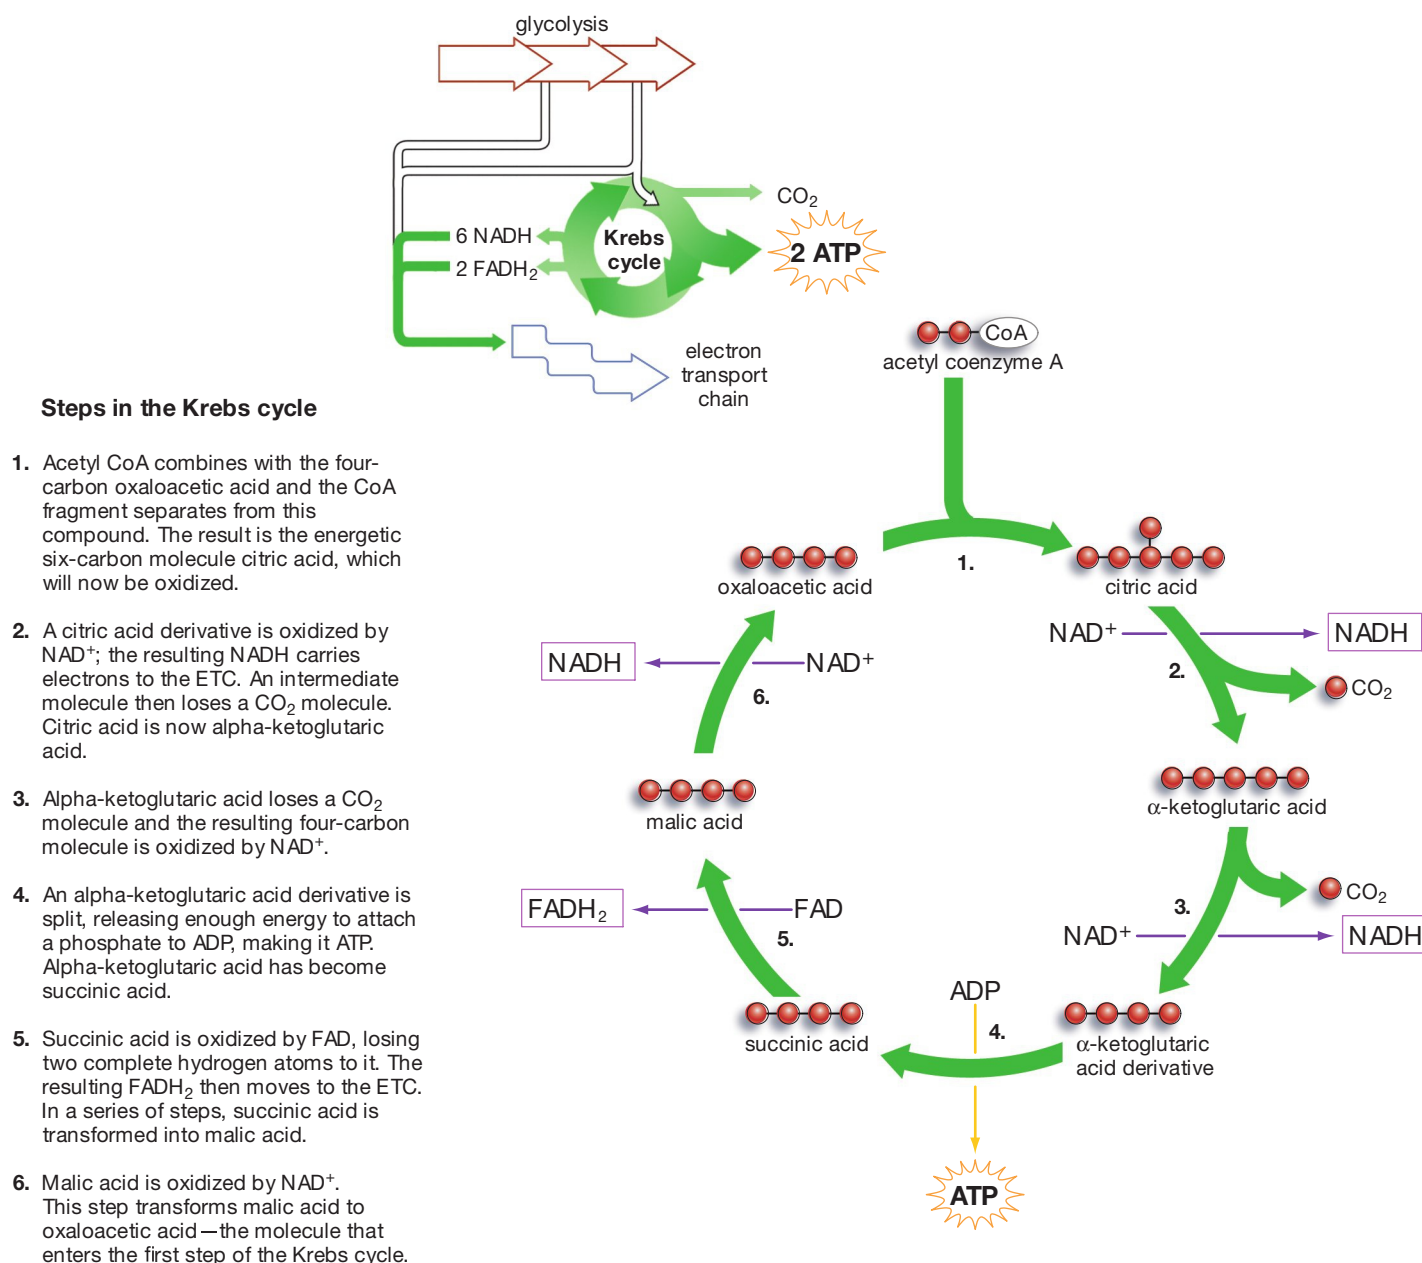 glycolysis
CO₂
6 NADH
Krebs
cycle
2 ATP
2 FADH₂
electron
transport
chain
CoA
acetyl coenzyme A
Steps in the Krebs cycle
1. Acetyl CoA combines with the four-
carbon oxaloacetic acid and the CoA
fragment separates from this
compound. The result is the energetic
six-carbon molecule citric acid, which
will now be oxidized.
2. A citric acid derivative is oxidized by
NAD⁺; the resulting NADH carries
electrons to the ETC. An intermediate
molecule then loses a CO₂ molecule.
Citric acid is now alpha-ketoglutaric
acid.
3. Alpha-ketoglutaric acid loses a CO₂
molecule and the resulting four-carbon
molecule is oxidized by NAD⁺.
4. An alpha-ketoglutaric acid derivative is
split, releasing enough energy to attach
a phosphate to ADP, making it ATP.
Alpha-ketoglutaric acid has become
succinic acid.
5. Succinic acid is oxidized by FAD, losing
two complete hydrogen atoms to it. The
resulting FADH₂ then moves to the ETC.
In a series of steps, succinic acid is
transformed into malic acid.
6. Malic acid is oxidized by NAD⁺.
This step transforms malic acid to
oxaloacetic acid—the molecule that
enters the first step of the Krebs cycle.
1.
oxaloacetic acid
citric acid
NAD⁺
NADH
2.
CO₂
α-ketoglutaric acid
CO₂
3.
NAD⁺
NADH
α-ketoglutaric
acid derivative
ADP
4.
ATP
succinic acid
FAD
FADH₂
5.
malic acid
NAD⁺
NADH
6.